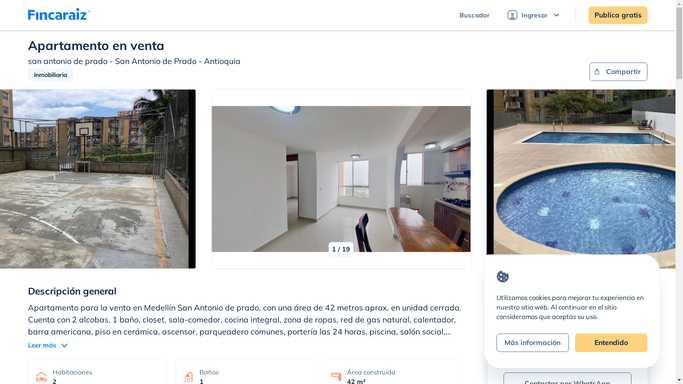 Fincaraiz
Buscador
Ingresar
Publica gratis
Apartamento en venta
san antonio de prado - San Antonio de Prado - Antioquia
Inmobiliaria
Compartir
1 / 19
Descripción general
Apartamento para la venta en Medellín San Antonio de prado, con una área de 42 metros aprox. en unidad cerrada.
Cuenta con 2 alcobas, 1 baño, closet, sala-comedor, cocina integral, zona de ropas, red de gas natural, calentador,
barra americana, piso en cerámica, ascensor, parqueadero comunes, portería las 24 horas, piscina, salón social,...
Leer más
Habitaciones
2
Baños
1
Área construida
42 m²
Utilizamos cookies para mejorar tu experiencia en
nuestro sitio web. Al continuar en el sitio
consideramos que aceptas su uso.
Más información
Entendido
Contactar por WhatsApp